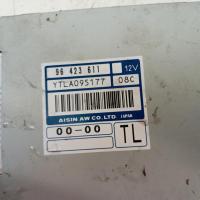 96 423 611 12V
YTLA095177 08C
AISIN AW CO.,LTD JAPAN
00-00 TL